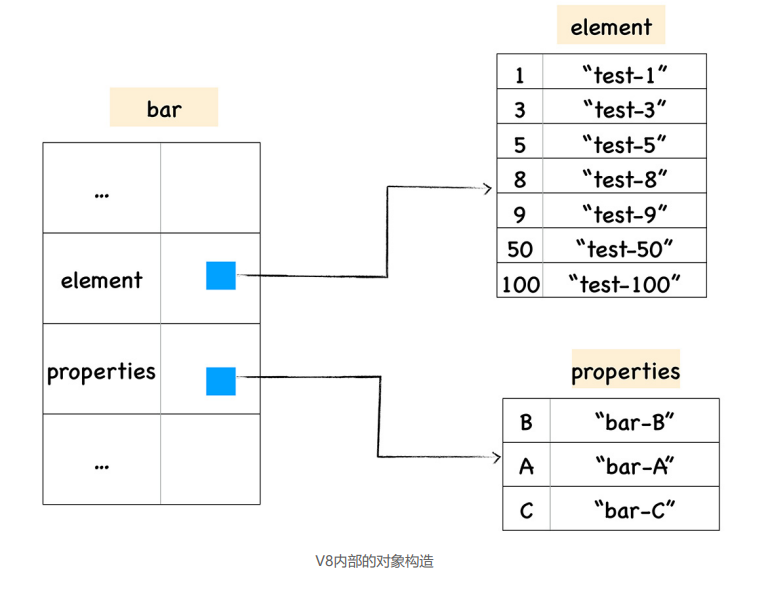 bar
...
element
properties
...
element
1 “test-1”
3 “test-3”
5 “test-5”
8 “test-8”
9 “test-9”
50 “test-50”
100 “test-100”
properties
B “bar-B”
A “bar-A”
C “bar-C”
V8内部的对象构造